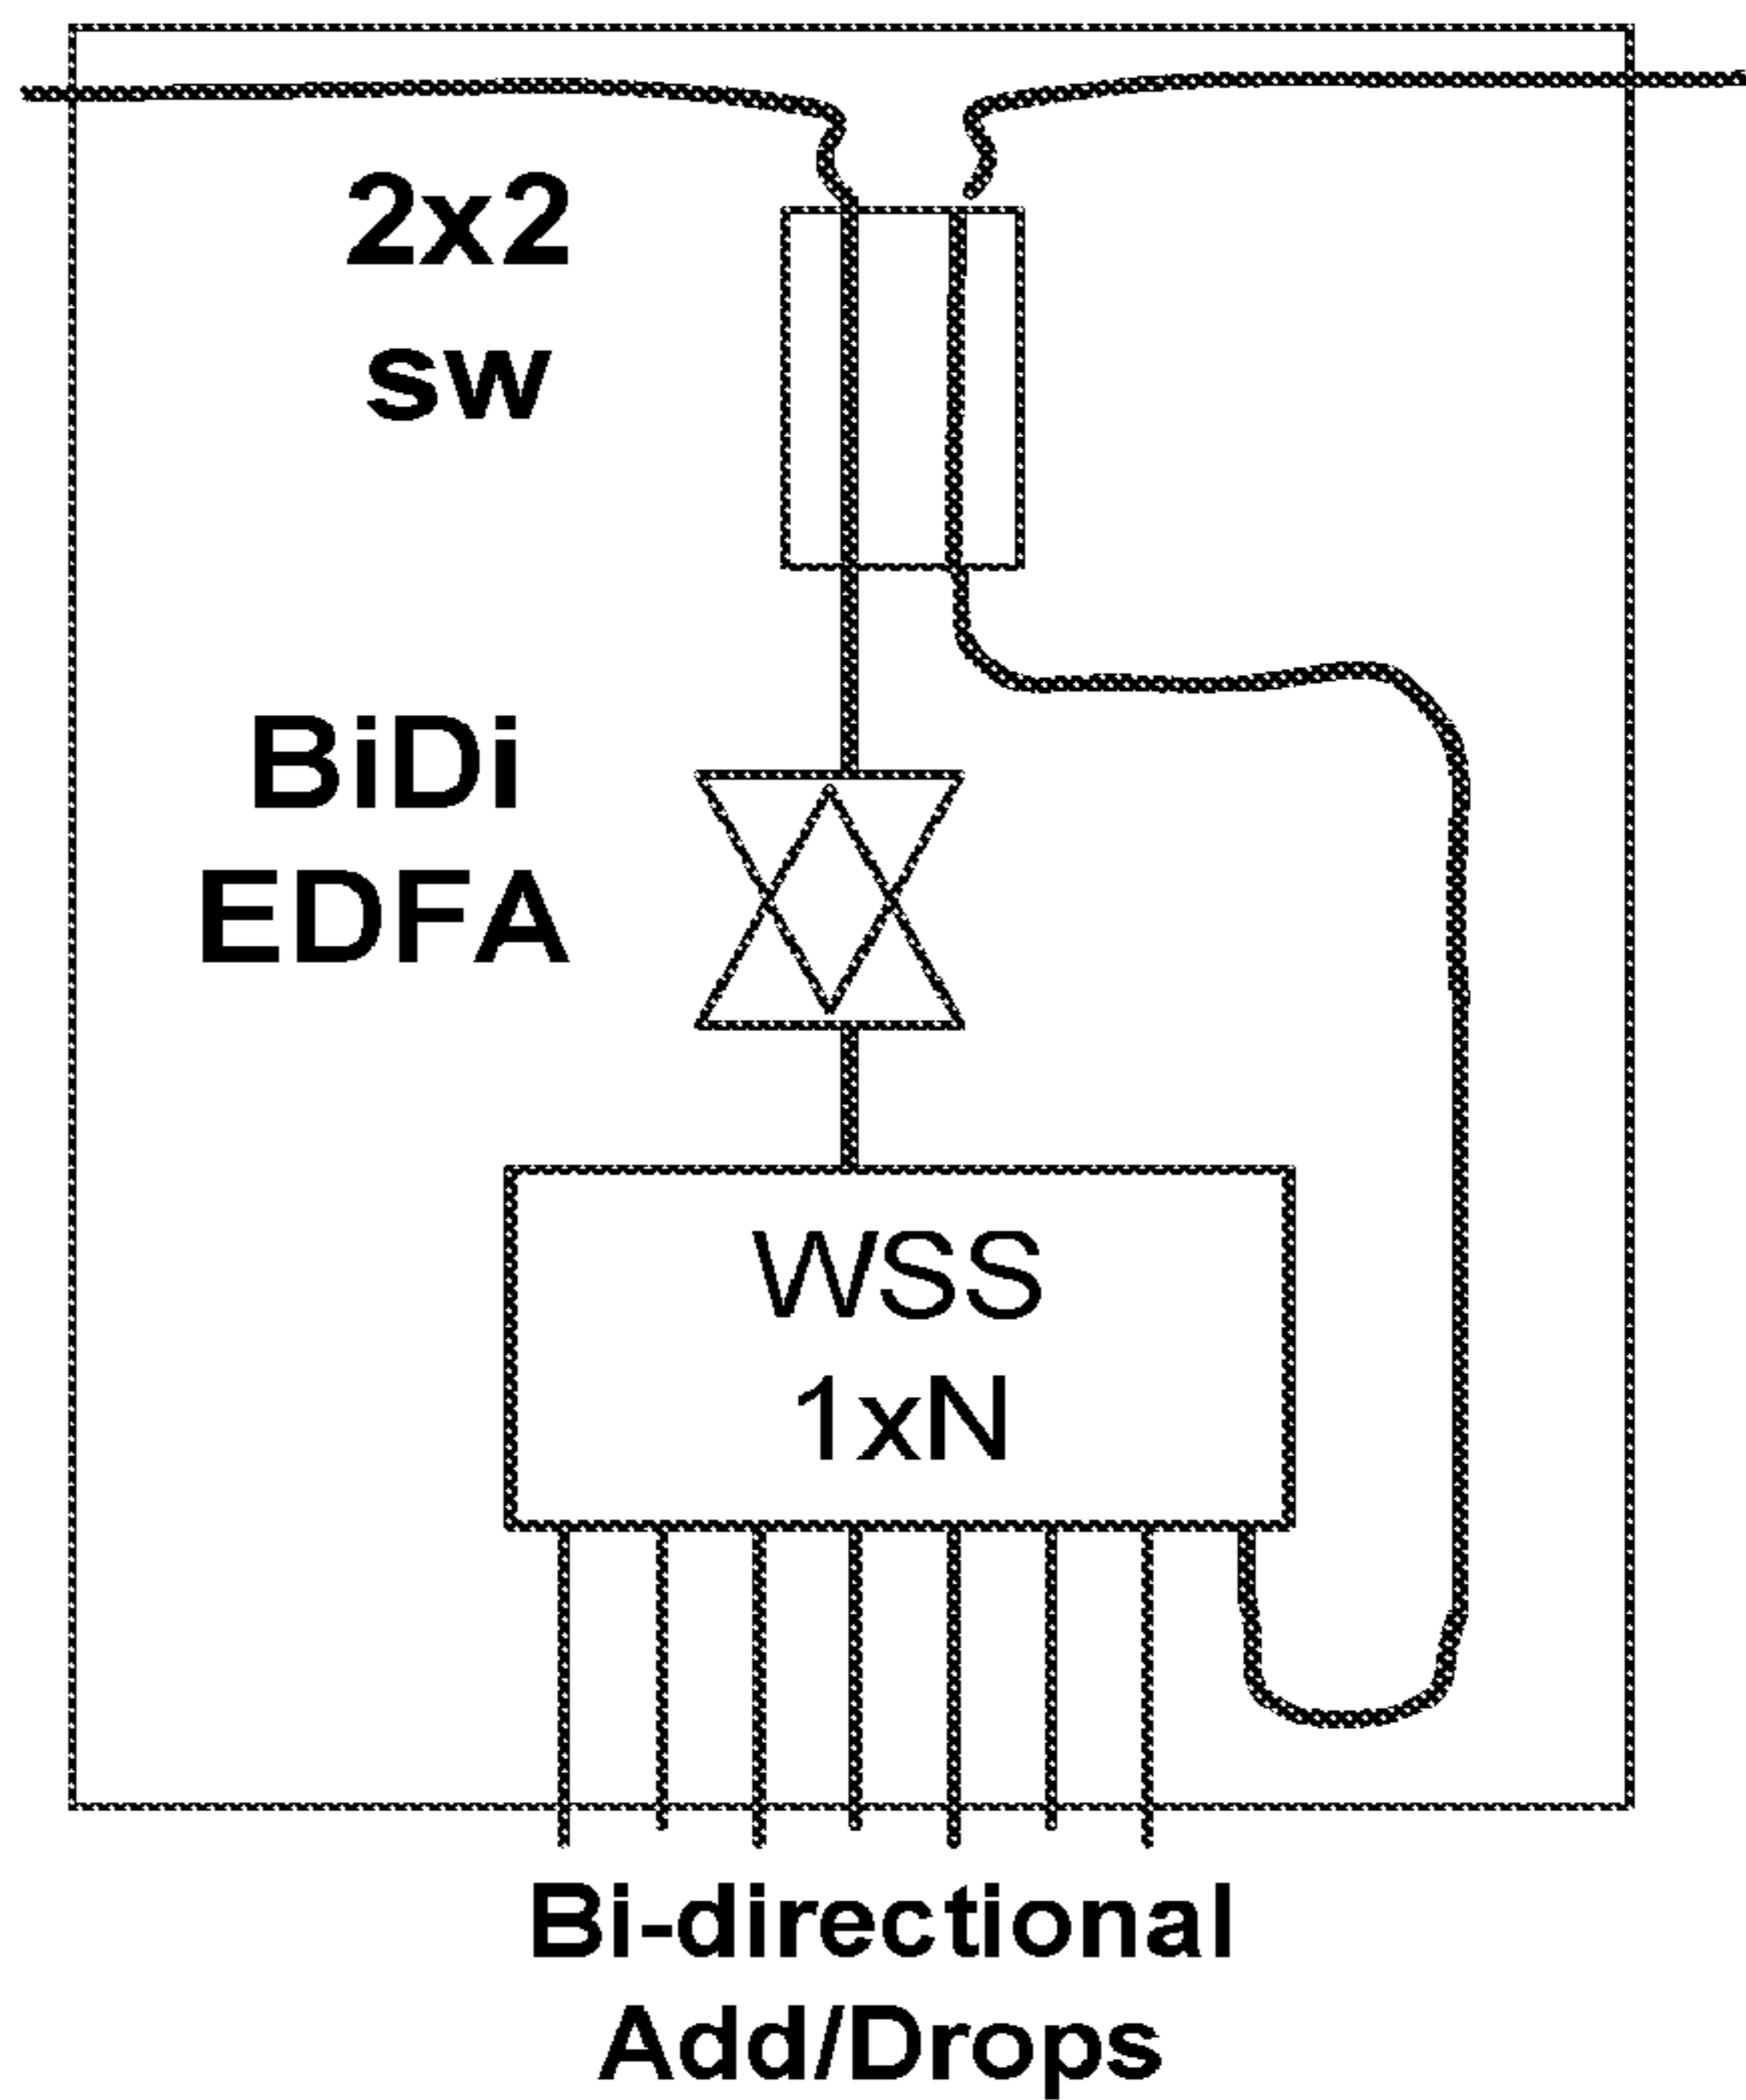 2x2
sw
BiDi
EDFA
WSS
1xN
Bi-directional
Add/Drops